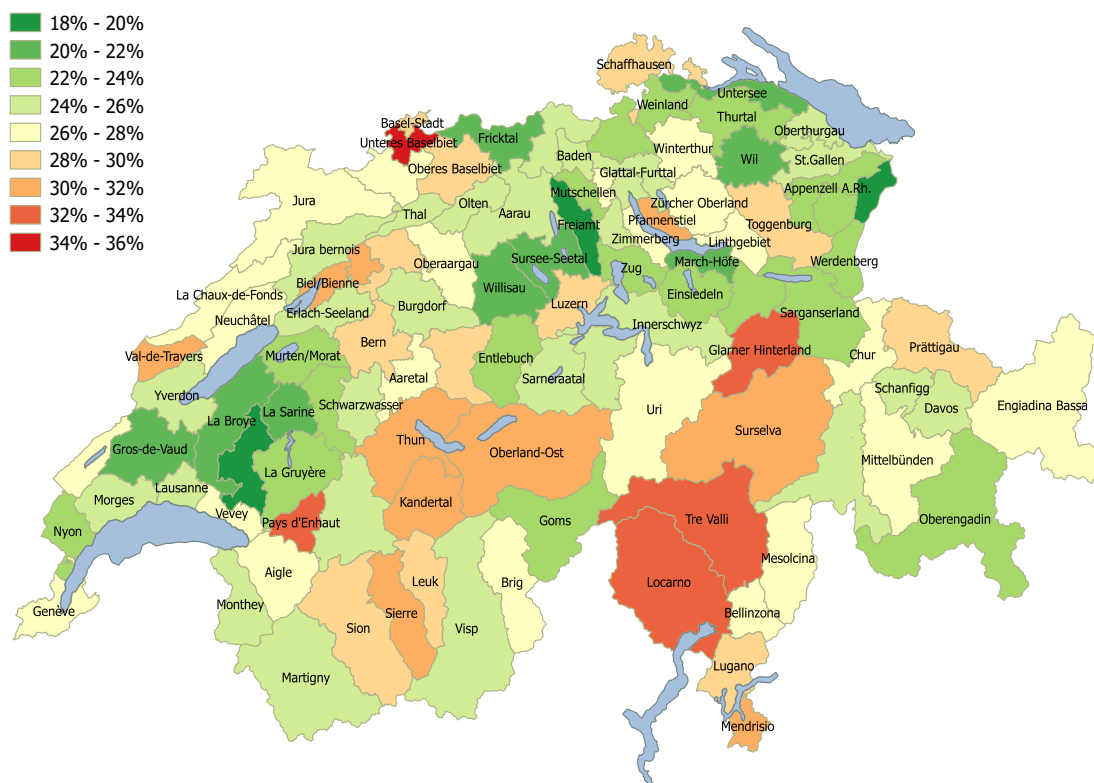 18% - 20%
20% - 22%
22% - 24%
24% - 26%
26% - 28%
28% - 30%
30% - 32%
32% - 34%
34% - 36%
Schaffhausen
Untersee
Weinland
Thurtal
Basel-Stadt
Oberthurgau
Fricktal
Unteres Baselbiet
Winterthur
Baden
Wil
St.Gallen
Oberes Baselbiet
Glattal-Furttal
Appenzell A.Rh.
Mutschellen
Jura
Olten
Zürcher Oberland
Thal
Aarau
Pfannenstiel
Freiamt
Toggenburg
Zimmerberg
Linthgebiet
Jura bernois
Sursee-Seetal
March-Höfe
Werdenberg
Oberaargau
Zug
Biel/Bienne
Willisau
La Chaux-de-Fonds
Einsiedeln
Luzern
Burgdorf
Erlach-Seeland
Sarganserland
Neuchâtel
Innerschwyz
Bern
Prättigau
Glarner Hinterland
Chur
Val-de-Travers
Murten/Morat
Entlebuch
Aaretal
Sarneraatal
Schanfigg
Yverdon
Schwarzwasser
Davos
Engiadina Bassa
Uri
La Sarine
La Broye
Surselva
Thun
Gros-de-Vaud
Oberland-Ost
Mittelbünden
La Gruyère
Lausanne
Morges
Kandertal
Vevey
Tre Valli
Oberengadin
Pays d'Enhaut
Goms
Nyon
Mesolcina
Aigle
Leuk
Brig
Locarno
Monthey
Genève
Sierre
Bellinzona
Sion
Visp
Lugano
Martigny
Mendrisio